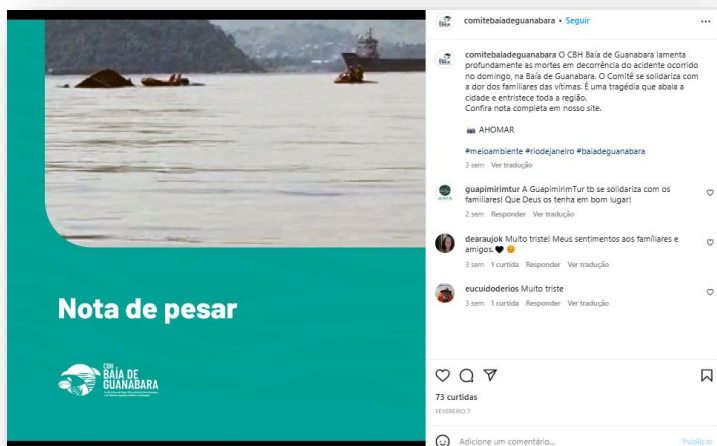 Nota de pesar
CBH
BAÍA DE
GUANABARA
comitebaiadeguanabara • Seguir
comitebaiadeguanabara O CBH Baía de Guanabara lamenta
profundamente as mortes em decorrência do acidente ocorrido
no domingo, na Baía de Guanabara. O Comitê se solidariza com
a dor dos familiares das vítimas. É uma tragédia que abala a
cidade e entristece toda a região.
Confira nota completa em nosso site.
📸 AHOMAR
#meioambiente #riodejaneiro #baiadeguanabara
3 sem Ver tradução
guapimirimtur A GuapimirimTur tb se solidariza com os
familiares! Que Deus os tenha em bom lugar!
2 sem Responder Ver tradução
dearaujok Muito triste! Meus sentimentos aos famíliares e
amigos.🖤 😔
3 sem 1 curtida Responder Ver tradução
eucuidoderios Muito triste
3 sem 1 curtida Responder Ver tradução
73 curtidas
FEVEREIRO 7
Adicione um comentário... Publicar